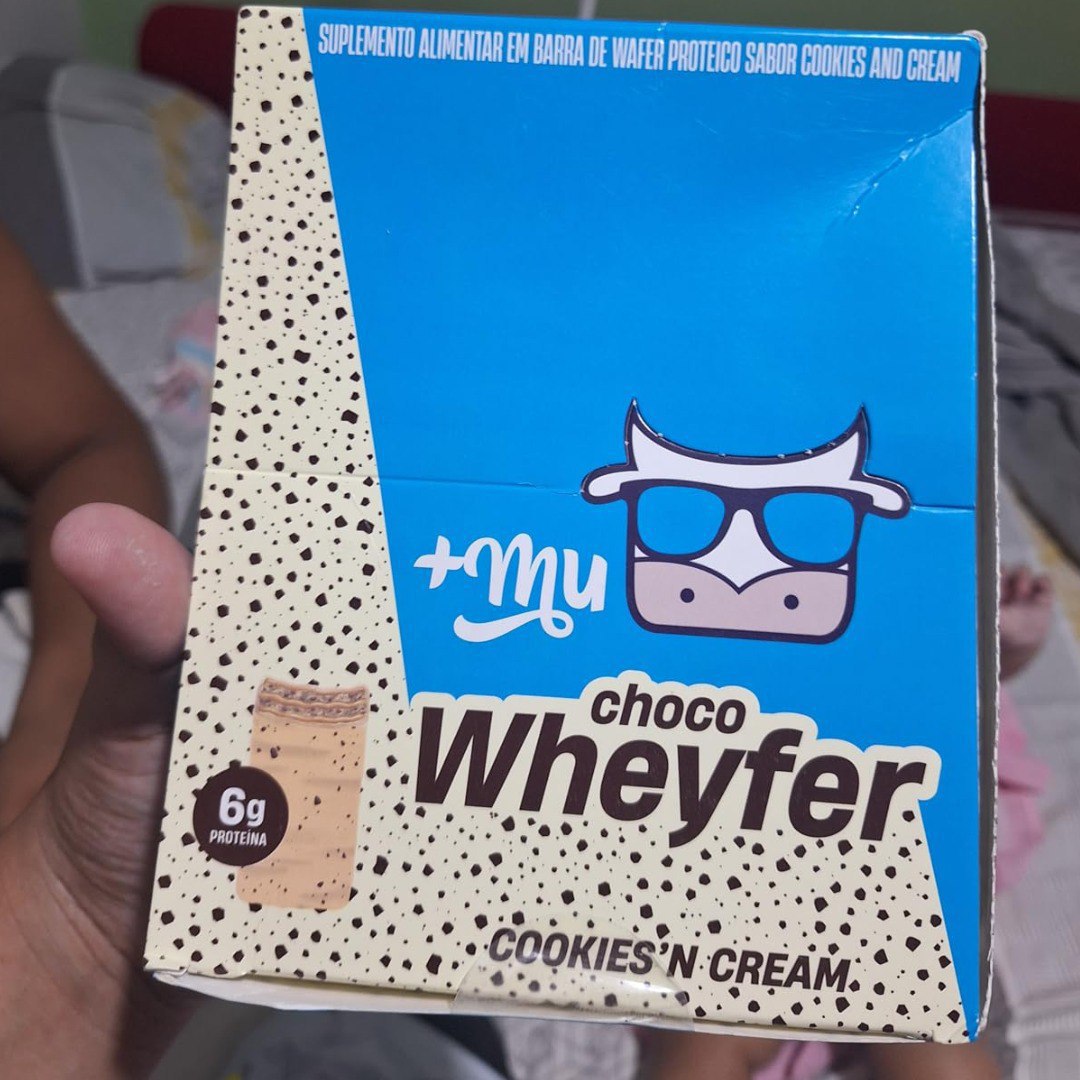 SUPLEMENTO ALIMENTAR EM BARRA DE WAFER PROTEICO SABOR COOKIES AND CREAM
+Mu
choco
Wheyfer
6g
PROTEÍNA
COOKIES'N CREAM